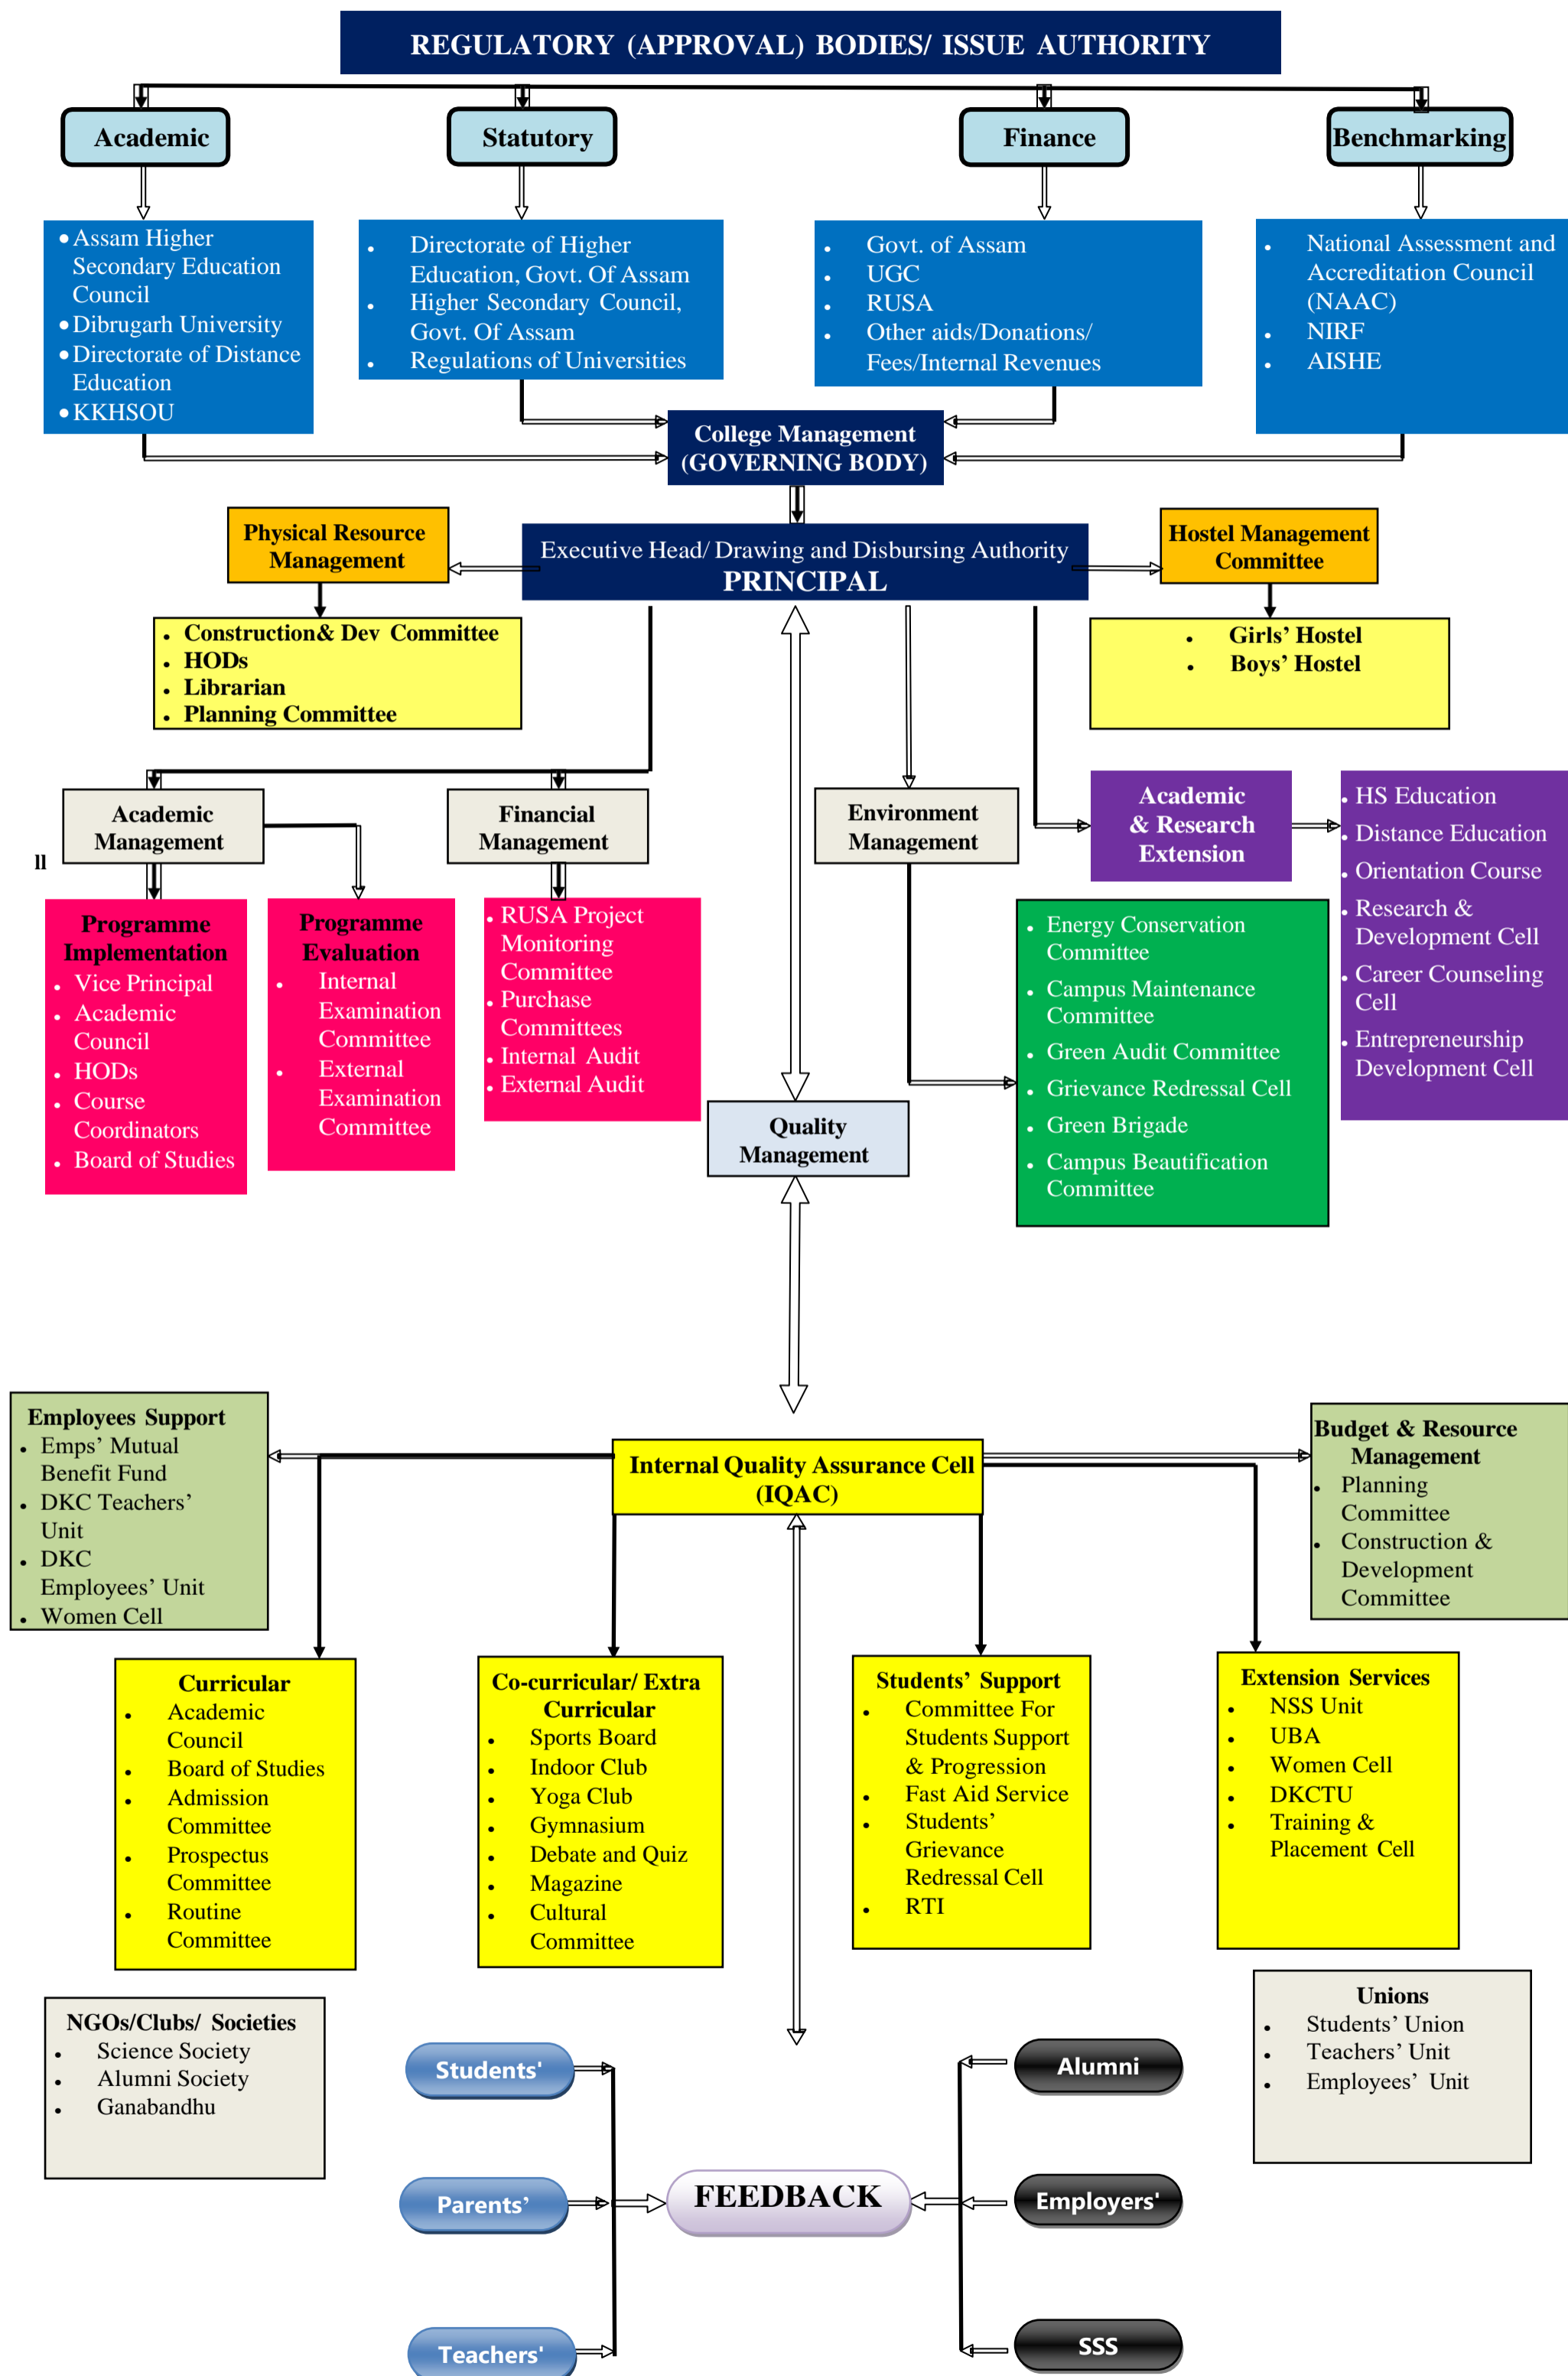 REGULATORY (APPROVAL) BODIES/ ISSUE AUTHORITY
Academic
Statutory
Finance
Benchmarking
• Assam Higher
Secondary Education
Council
• Dibrugarh University
• Directorate of Distance
Education
• KKHSOU
• Directorate of Higher
Education, Govt. Of Assam
• Higher Secondary Council,
Govt. Of Assam
• Regulations of Universities
• Govt. of Assam
• UGC
• RUSA
• Other aids/Donations/
Fees/Internal Revenues
• National Assessment and
Accreditation Council
(NAAC)
• NIRF
• AISHE
College Management
(GOVERNING BODY)
Physical Resource
Management
Executive Head/ Drawing and Disbursing Authority
PRINCIPAL
Hostel Management
Committee
• Construction& Dev Committee
• HODs
• Librarian
• Planning Committee
• Girls’ Hostel
• Boys’ Hostel
Academic
Management
Financial
Management
Environment
Management
Academic
& Research
Extension
• HS Education
• Distance Education
• Orientation Course
• Research &
Development Cell
• Career Counseling
Cell
• Entrepreneurship
Development Cell
ll
Programme
Implementation
• Vice Principal
• Academic
Council
• HODs
• Course
Coordinators
• Board of Studies
Programme
Evaluation
• Internal
Examination
Committee
• External
Examination
Committee
• RUSA Project
Monitoring
Committee
• Purchase
Committees
• Internal Audit
• External Audit
• Energy Conservation
Committee
• Campus Maintenance
Committee
• Green Audit Committee
• Grievance Redressal Cell
• Green Brigade
• Campus Beautification
Committee
Quality
Management
Employees Support
• Emps’ Mutual
Benefit Fund
• DKC Teachers’
Unit
• DKC
Employees’ Unit
• Women Cell
Internal Quality Assurance Cell
(IQAC)
Budget & Resource
Management
• Planning
Committee
• Construction &
Development
Committee
Curricular
• Academic
Council
• Board of Studies
• Admission
Committee
• Prospectus
Committee
• Routine
Committee
Co-curricular/ Extra
Curricular
• Sports Board
• Indoor Club
• Yoga Club
• Gymnasium
• Debate and Quiz
• Magazine
• Cultural
Committee
Students’ Support
• Committee For
Students Support
& Progression
• Fast Aid Service
• Students’
Grievance
Redressal Cell
• RTI
Extension Services
• NSS Unit
• UBA
• Women Cell
• DKCTU
• Training &
Placement Cell
NGOs/Clubs/ Societies
• Science Society
• Alumni Society
• Ganabandhu
Unions
• Students’ Union
• Teachers’ Unit
• Employees’ Unit
Students'
Alumni
Parents’
FEEDBACK
Employers'
Teachers'
SSS